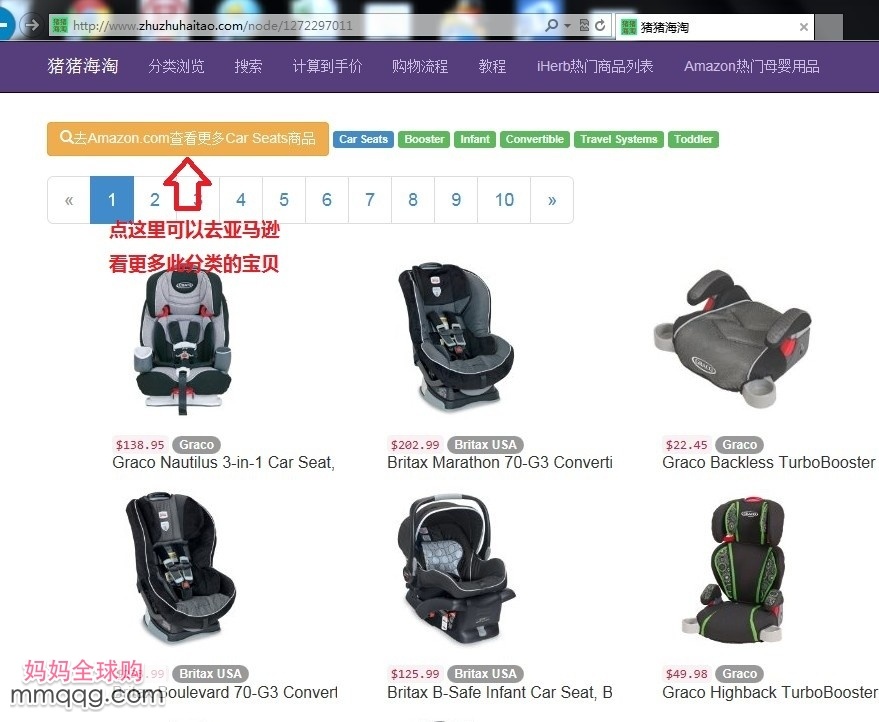 http://www.zhuzhuhaitao.com/node/1272297011
猪猪海淘
猪猪海淘 分类浏览 搜索 计算到手价 购物流程 教程 iHerb热门商品列表 Amazon热门母婴用品
去Amazon.com查看更多Car Seats商品 Car Seats Booster Infant Convertible Travel Systems Toddler
« 1 2 3 4 5 6 7 8 9 10 »
点这里可以去亚马逊
看更多此分类的宝贝
$138.95 Graco $202.99 Britax USA $22.45 Graco
Graco Nautilus 3-in-1 Car Seat, Britax Marathon 70-G3 Converti Graco Backless TurboBooster
Britax USA $125.99 Britax USA $49.98 Graco
Boulevard 70-G3 Convert Britax B-Safe Infant Car Seat, B Graco Highback TurboBooster
妈妈全球购
mmqqg.com